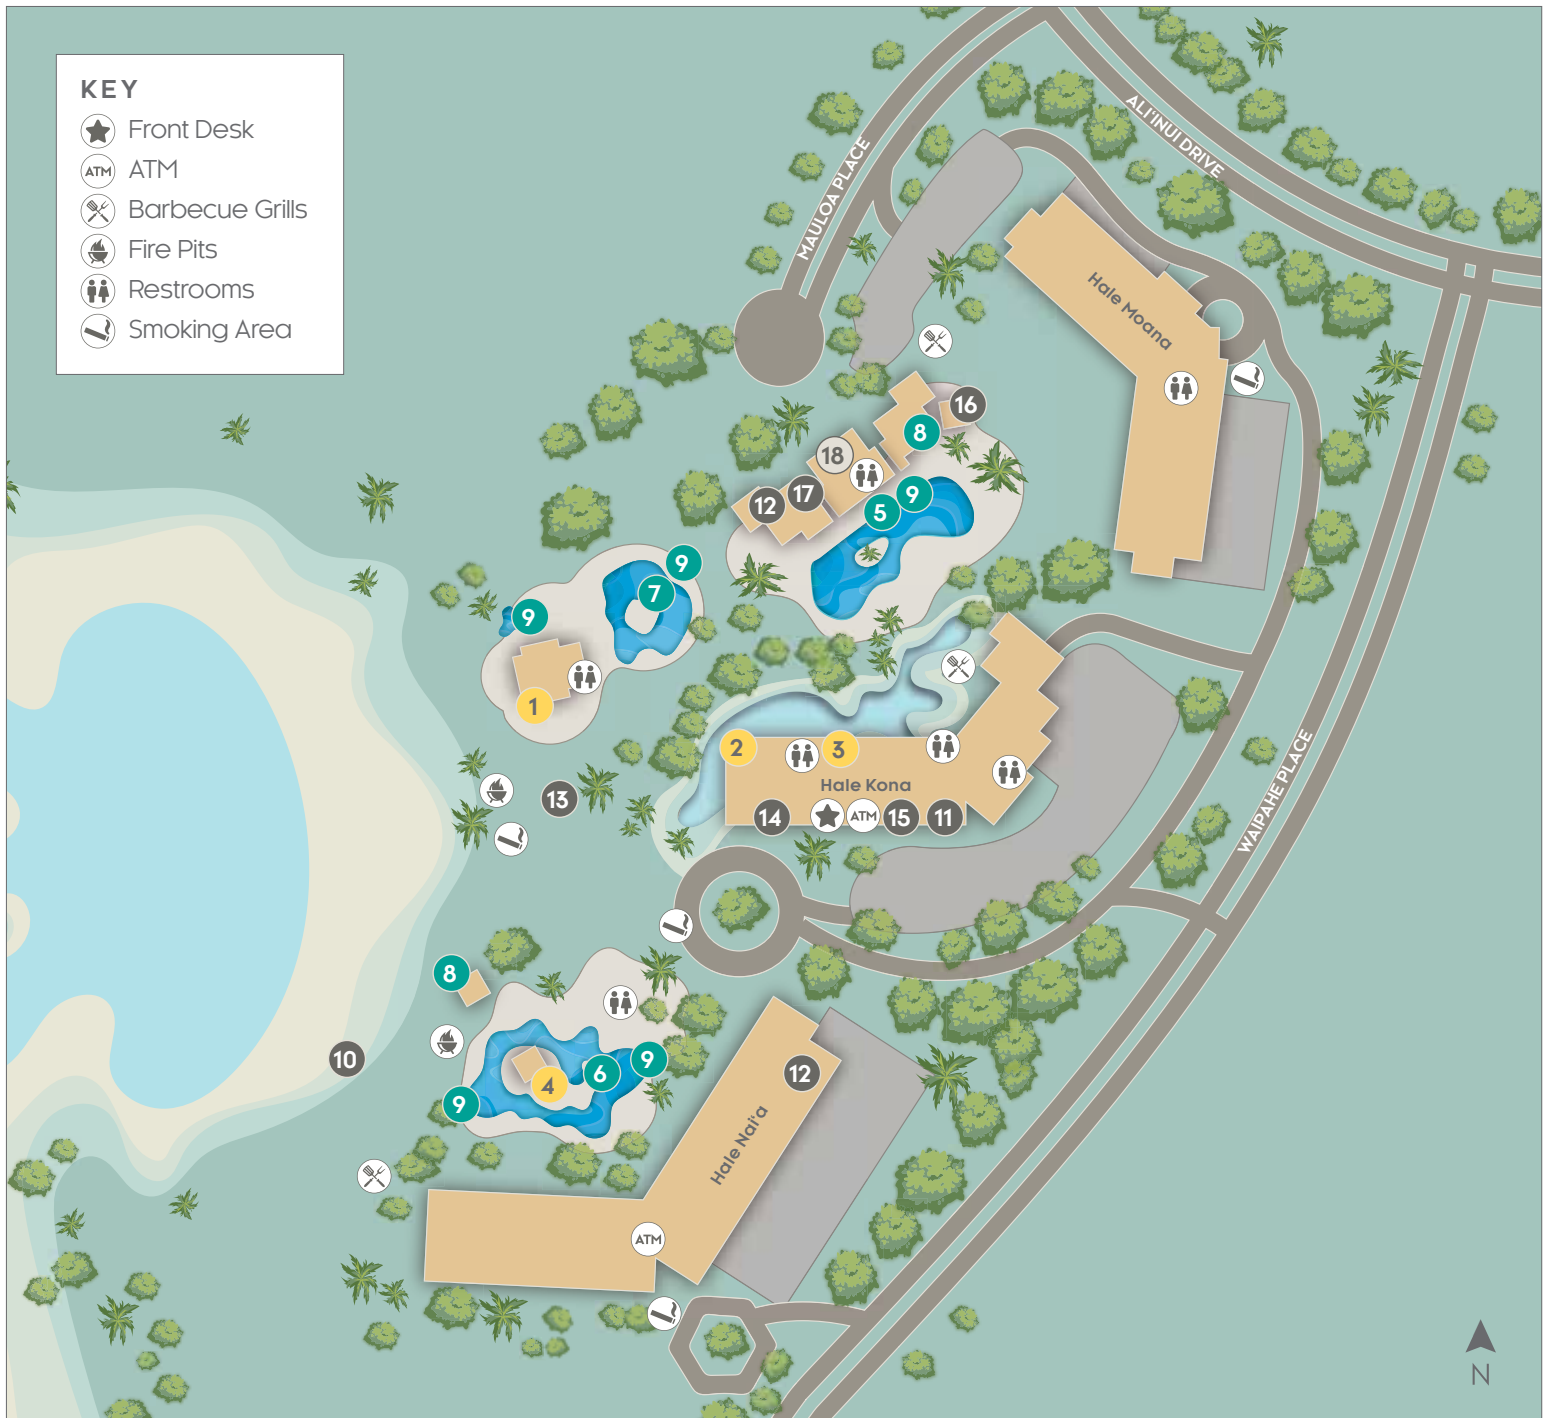 KEY
Front Desk
ATM
ATM
Barbecue Grills
Fire Pits
Restrooms
Smoking Area
ALI'INUI DRIVE
MAULOA PLACE
Hale Moana
16
8
18
17
12
9
5
9
7
9
1
2
3
Hale Kona
13
14
ATM
15
11
WAIPAHE PLACE
8
10
9
6
4
9
12
Hale Nai'a
ATM
N